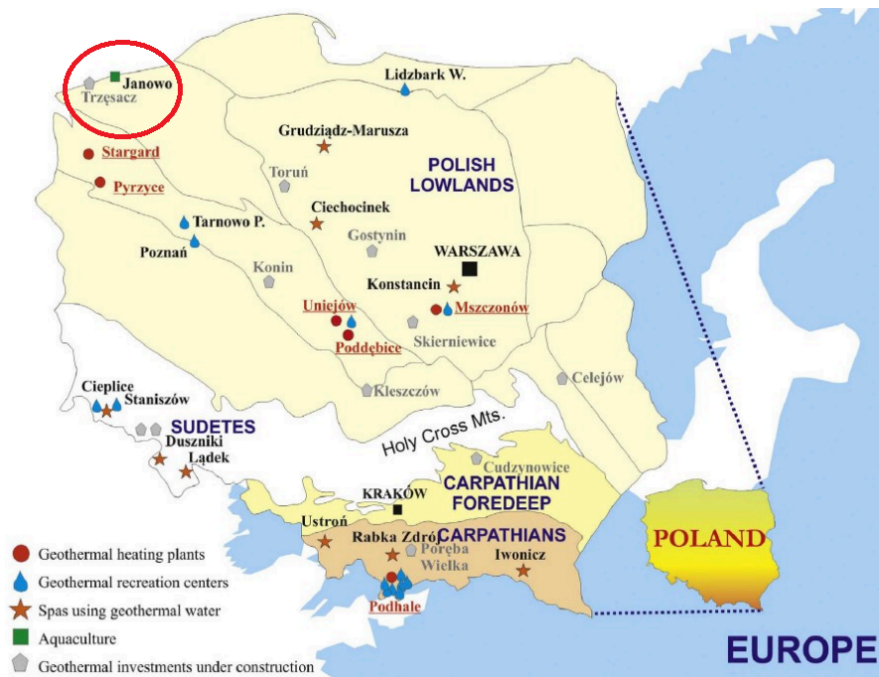 Janowo
Trzęsacz
Lidzbark W.
Stargard
Pyrzyce
Grudziądz-Marusza
Toruń
POLISH
LOWLANDS
Ciechocinek
Tarnowo P.
Poznań
Gostynin
WARSZAWA
Konin
Konstancin
Uniejów
Mszczonów
Poddębice
Skierniewice
Kleszczów
Celejów
Cieplice
Staniszów
SUDETES
Duszniki
Lądek
Holy Cross Mts.
Cudzynowice
CARPATHIAN
FOREDEEP
KRAKÓW
Ustroń
CARPATHIANS
Rabka Zdrój
Poręba
Wielka
Iwonicz
Podhale
POLAND
EUROPE
Geothermal heating plants
Geothermal recreation centers
Spas using geothermal water
Aquaculture
Geothermal investments under construction